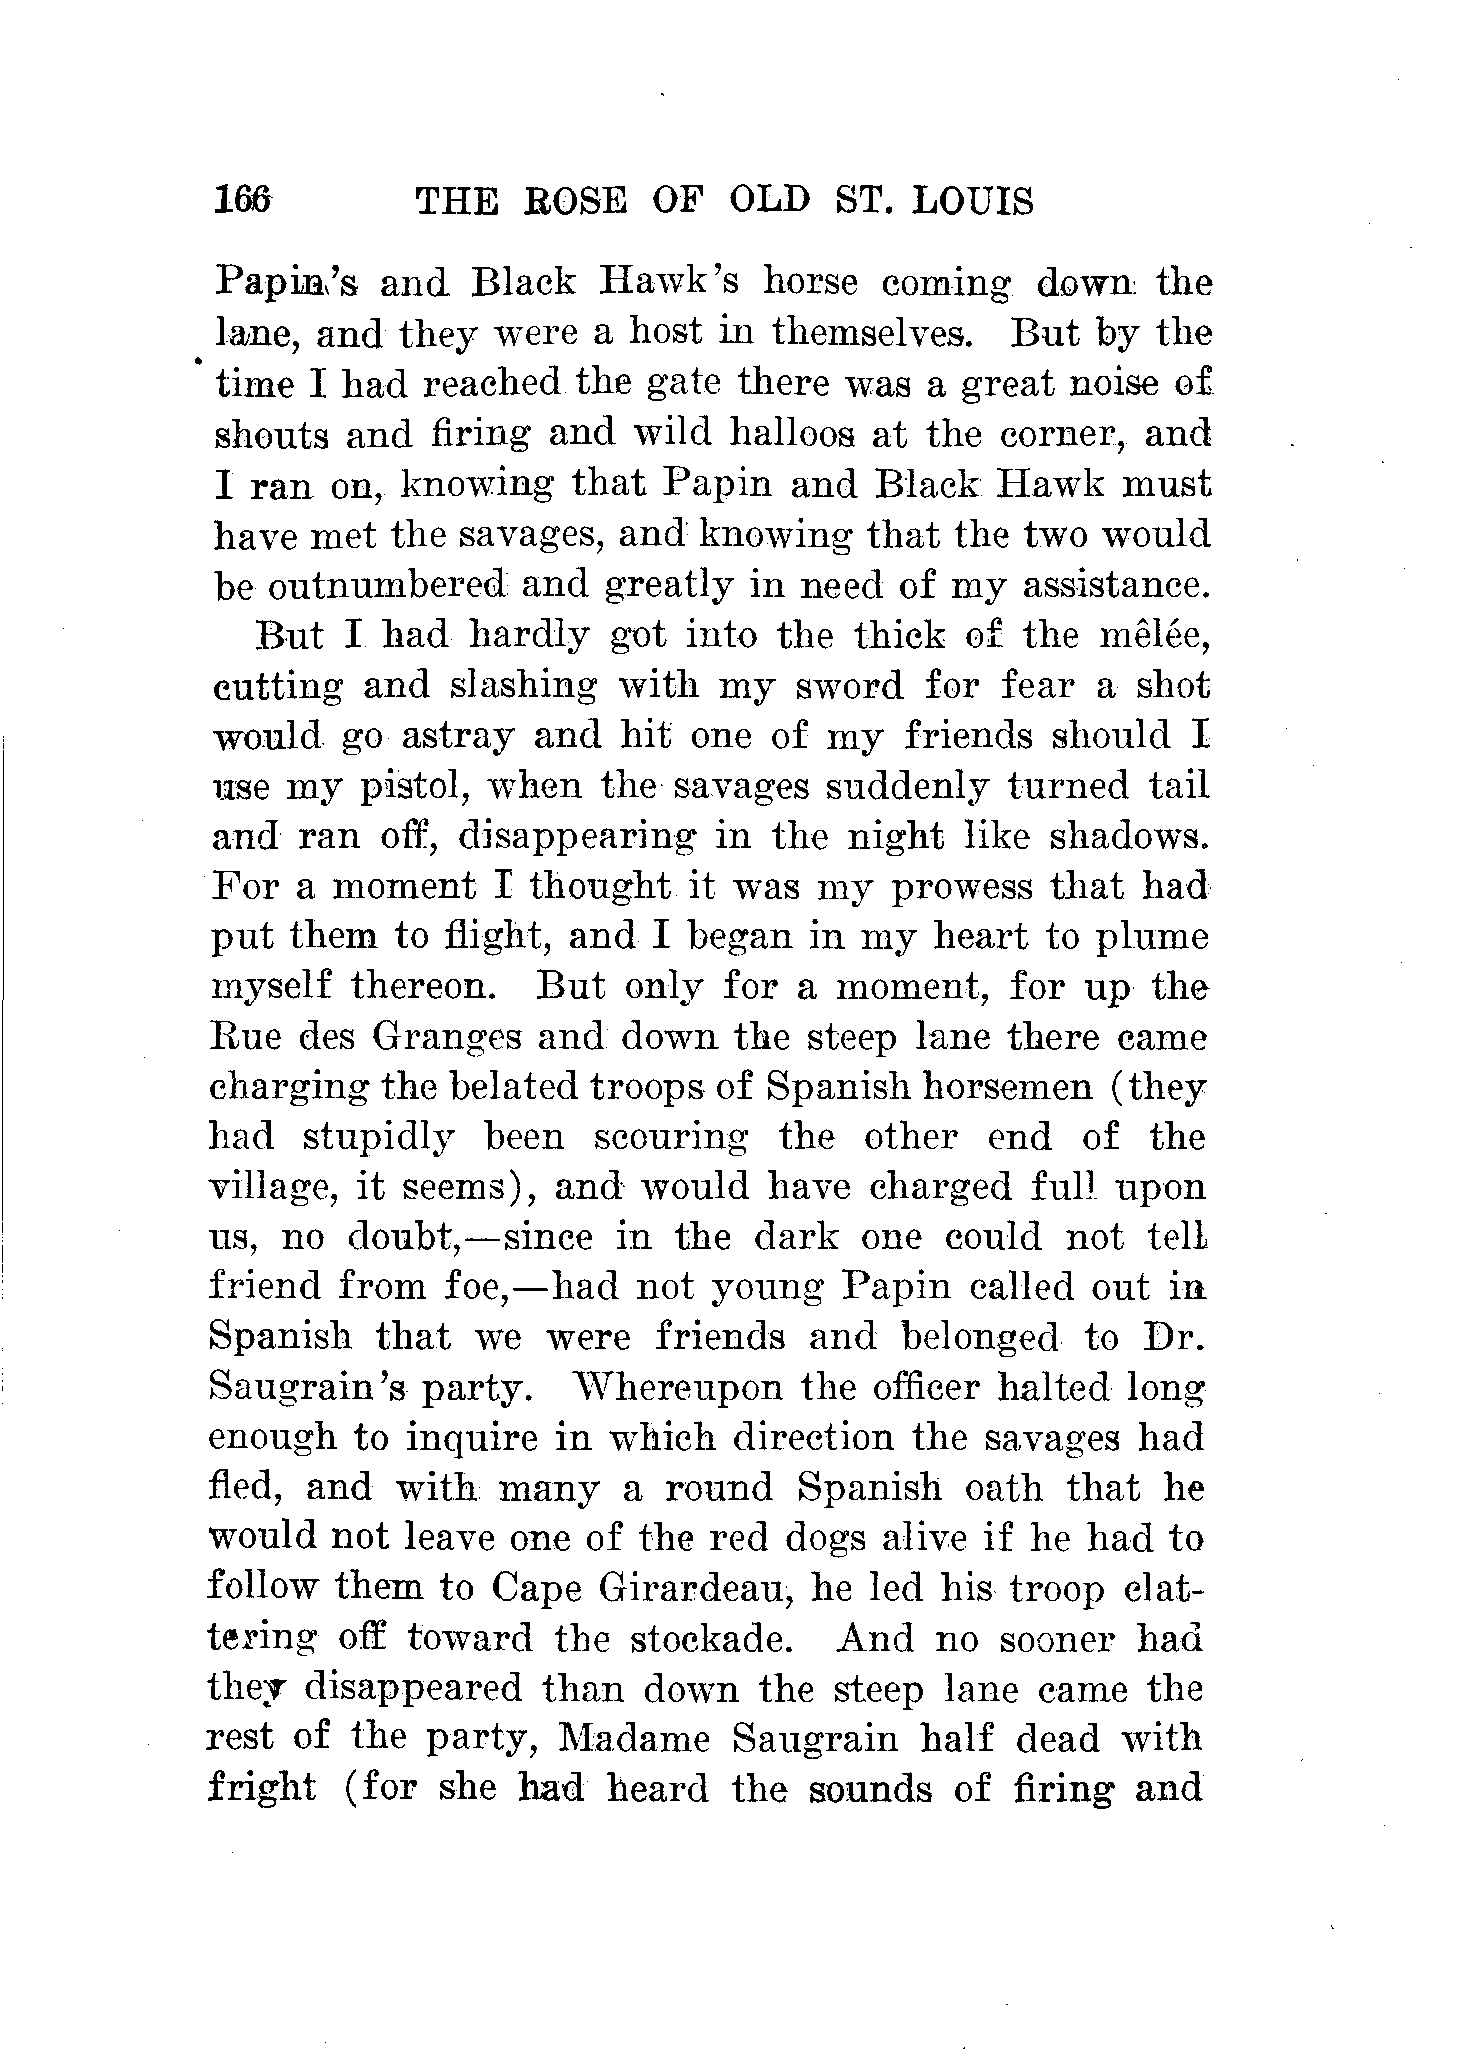 166 THE ROSE OF OLD ST. LOUIS
Papin's and Black Hawk's horse coming down the
lane, and they were a host in themselves. But by the
time I had reached the gate there was a great noise of
shouts and firing and wild halloos at the corner, and
I ran on, knowing that Papin and Black Hawk must
have met the savages, and knowing that the two would
be outnumbered and greatly in need of my assistance.
But I had hardly got into the thick of the mêlée,
cutting and slashing with my sword for fear a shot
would go astray and hit one of my friends should I
use my pistol, when the savages suddenly turned tail
and ran off, disappearing in the night like shadows.
For a moment I thought it was my prowess that had
put them to flight, and I began in my heart to plume
myself thereon. But only for a moment, for up the
Rue des Granges and down the steep lane there came
charging the belated troops of Spanish horsemen (they
had stupidly been scouring the other end of the
village, it seems), and would have charged full upon
us, no doubt,—since in the dark one could not tell
friend from foe,—had not young Papin called out in
Spanish that we were friends and belonged to Dr.
Saugrain's party. Whereupon the officer halted long
enough to inquire in which direction the savages had
fled, and with many a round Spanish oath that he
would not leave one of the red dogs alive if he had to
follow them to Cape Girardeau, he led his troop clat-
tering off toward the stockade. And no sooner had
they disappeared than down the steep lane came the
rest of the party, Madame Saugrain half dead with
fright (for she had heard the sounds of firing and